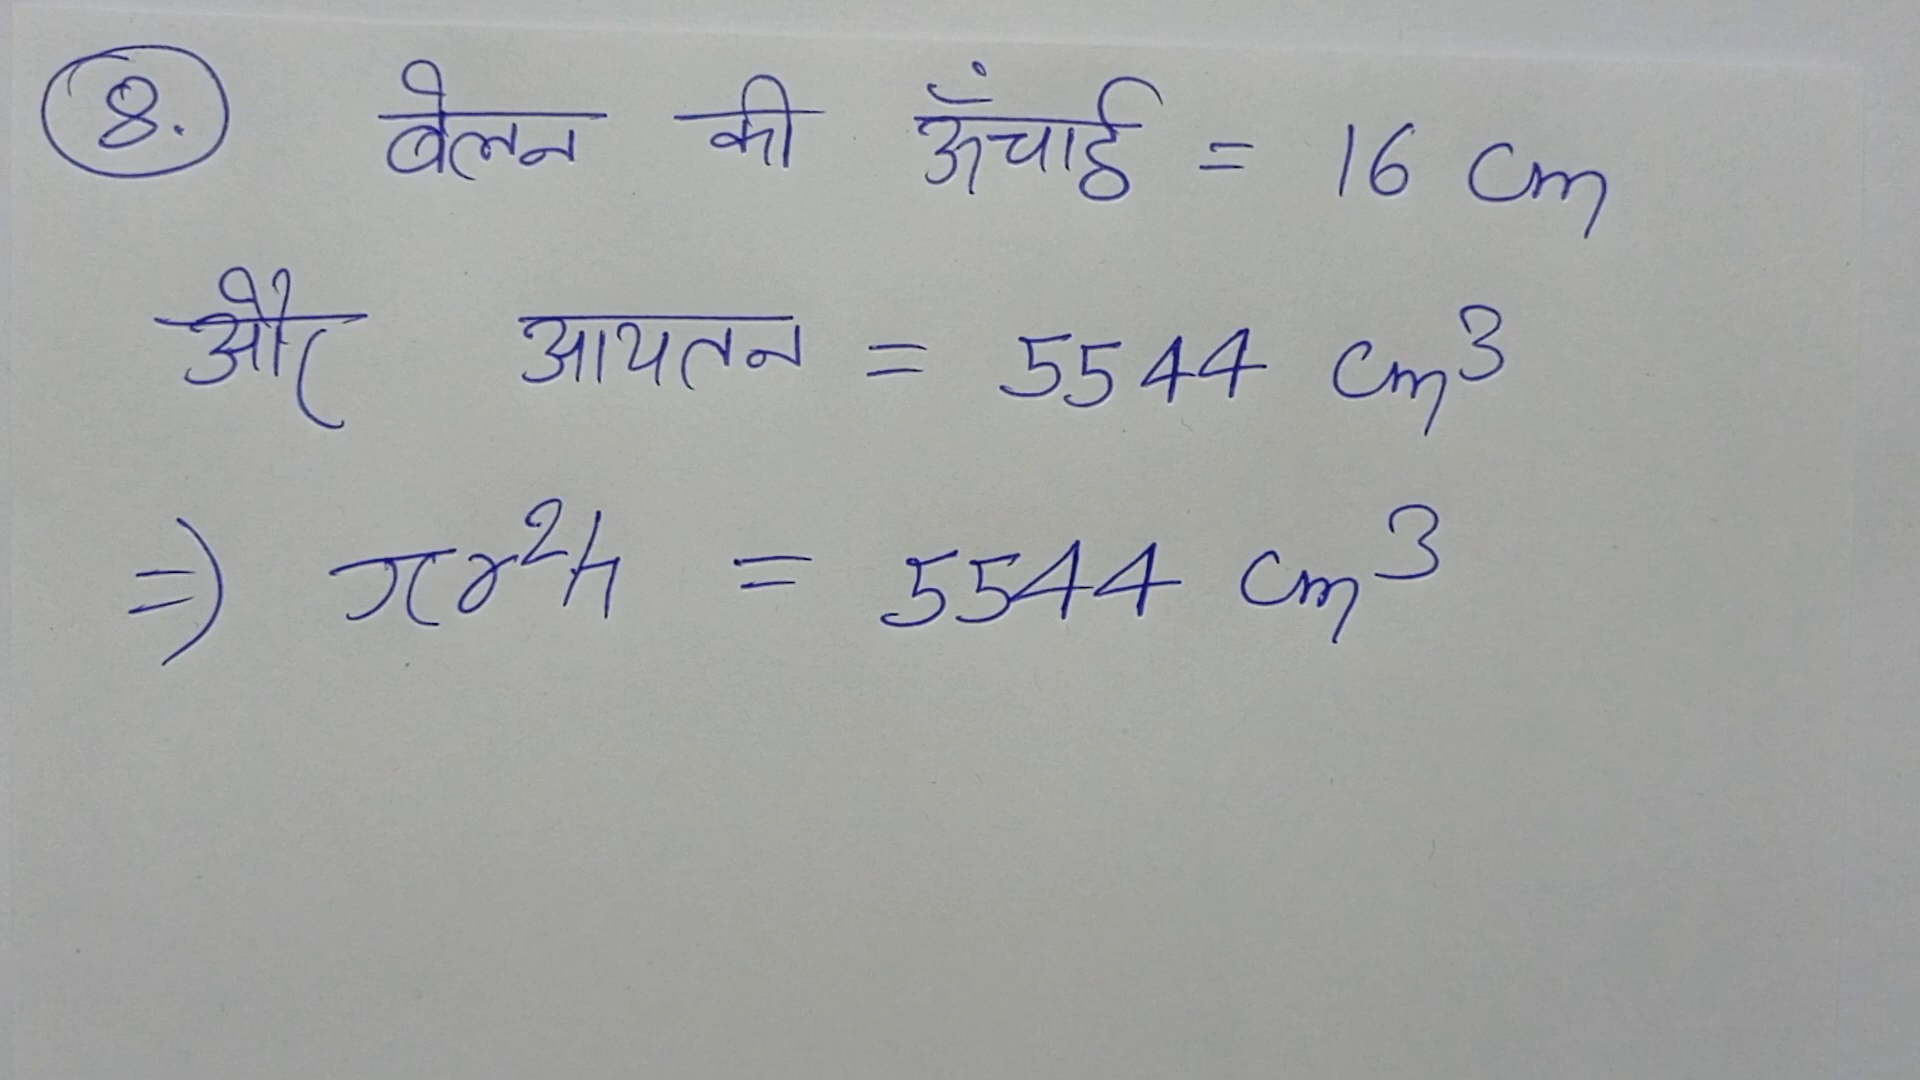 8. बेलन की ऊँचाई = 16 cm
और आयतन = 5544 cm³
⇒ πr²h = 5544 cm³